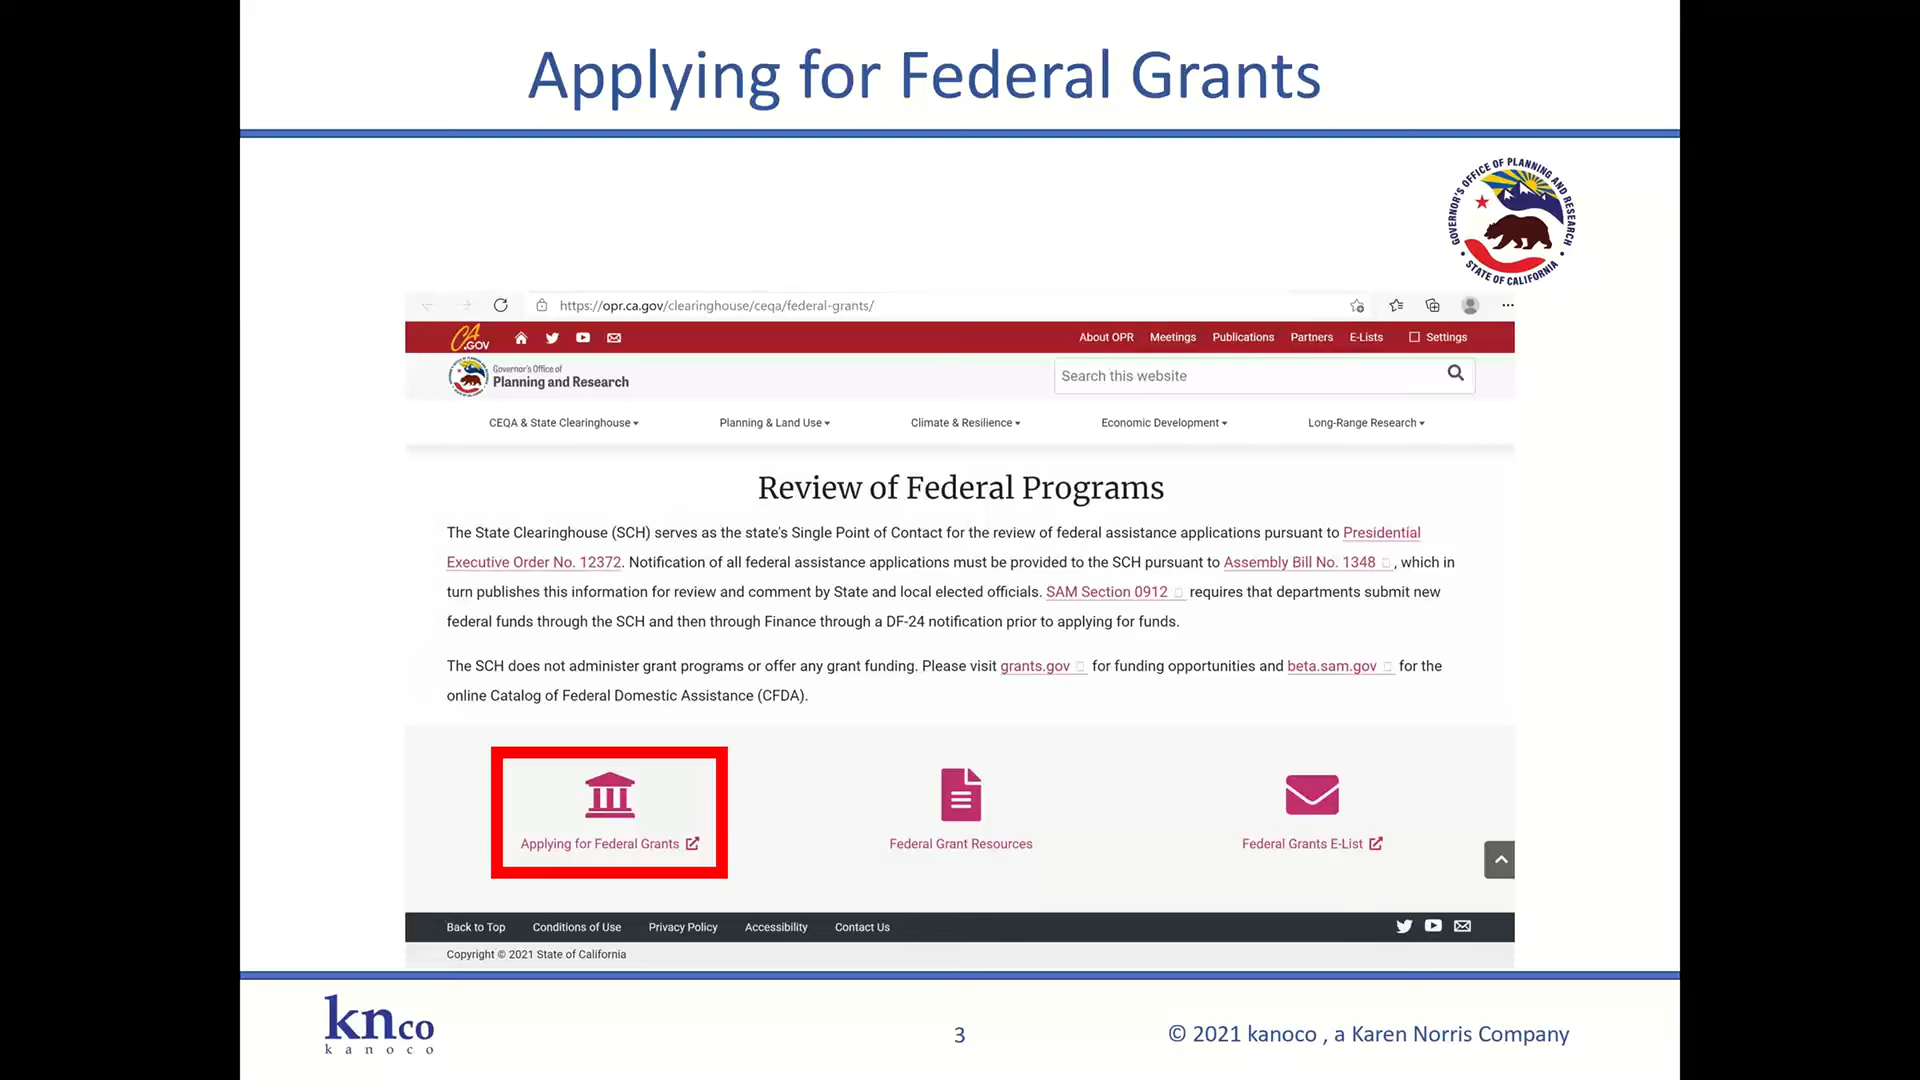 Applying for Federal Grants
GOVERNOR'S OFFICE OF PLANNING AND RESEARCH
• STATE OF CALIFORNIA •
https://opr.ca.gov/clearinghouse/ceqa/federal-grants/
CA.GOV
About OPR Meetings Publications Partners E-Lists Settings
Governor's Office of
Planning and Research
Search this website
CEQA & State Clearinghouse Planning & Land Use Climate & Resilience Economic Development Long-Range Research
Review of Federal Programs
The State Clearinghouse (SCH) serves as the state's Single Point of Contact for the review of federal assistance applications pursuant to Presidential
Executive Order No. 12372. Notification of all federal assistance applications must be provided to the SCH pursuant to Assembly Bill No. 1348 , which in
turn publishes this information for review and comment by State and local elected officials. SAM Section 0912 requires that departments submit new
federal funds through the SCH and then through Finance through a DF-24 notification prior to applying for funds.
The SCH does not administer grant programs or offer any grant funding. Please visit grants.gov for funding opportunities and beta.sam.gov for the
online Catalog of Federal Domestic Assistance (CFDA).
Applying for Federal Grants Federal Grant Resources Federal Grants E-List
Back to Top Conditions of Use Privacy Policy Accessibility Contact Us
Copyright © 2021 State of California
knco
kanoco
3
© 2021 kanoco , a Karen Norris Company